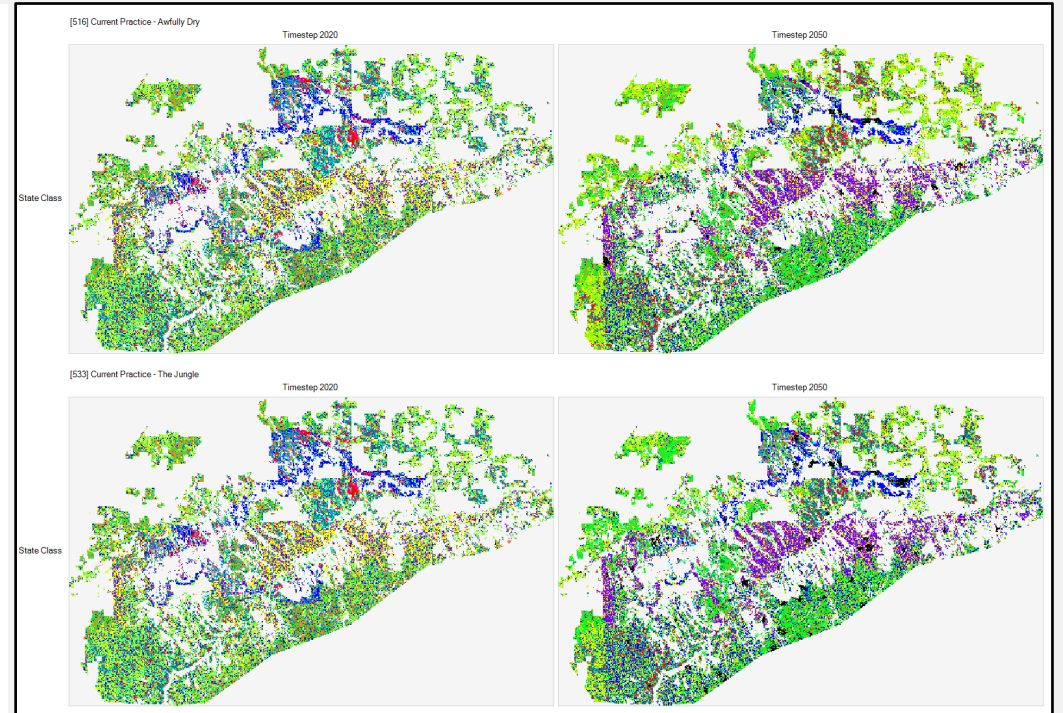 [516] Current Practice - Awfully Dry
Timestep 2020
Timestep 2050
State Class
[533] Current Practice - The Jungle
Timestep 2020
Timestep 2050
State Class